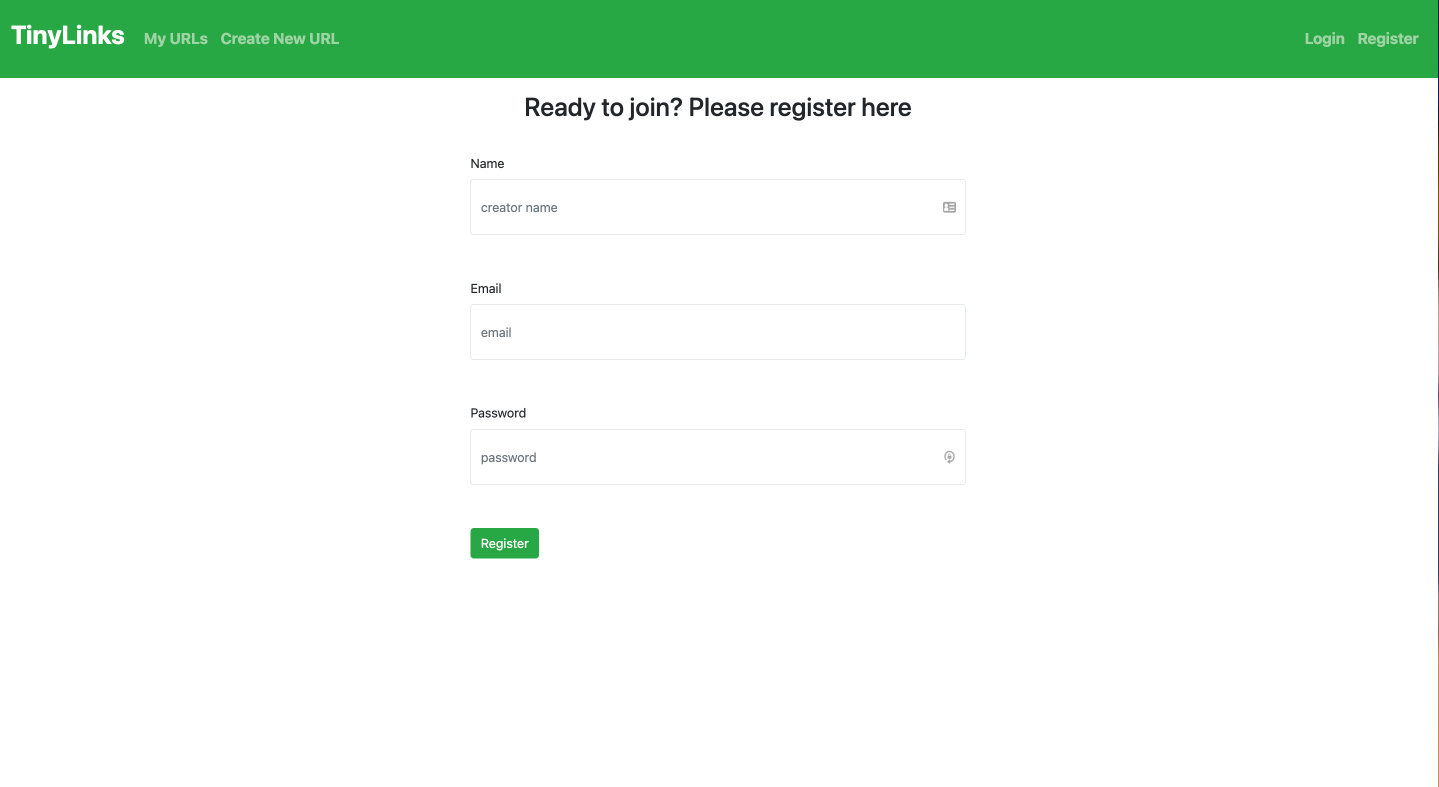 TinyLinks My URLs Create New URL Login Register
Ready to join? Please register here
Name
creator name
Email
email
Password
password
Register